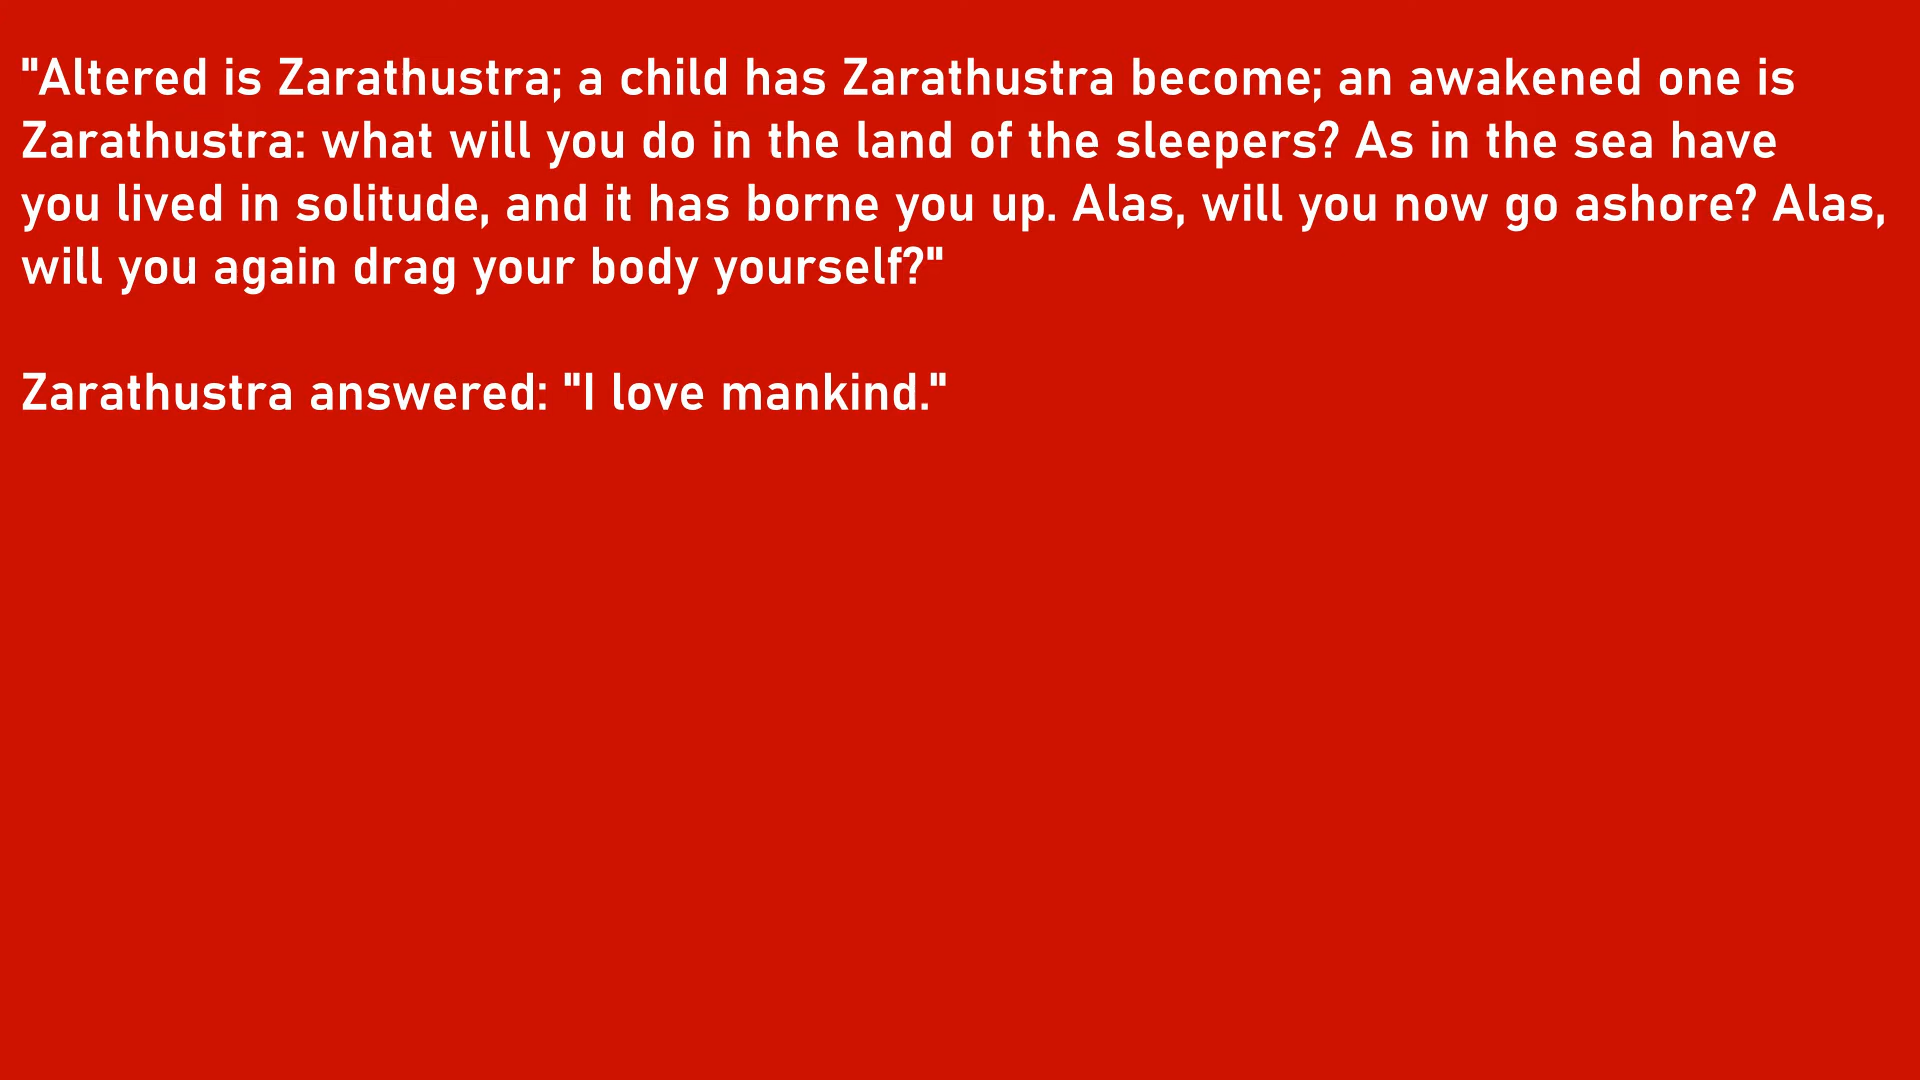 "Altered is Zarathustra; a child has Zarathustra become; an awakened one is
Zarathustra: what will you do in the land of the sleepers? As in the sea have
you lived in solitude, and it has borne you up. Alas, will you now go ashore? Alas,
will you again drag your body yourself?"
Zarathustra answered: "I love mankind."